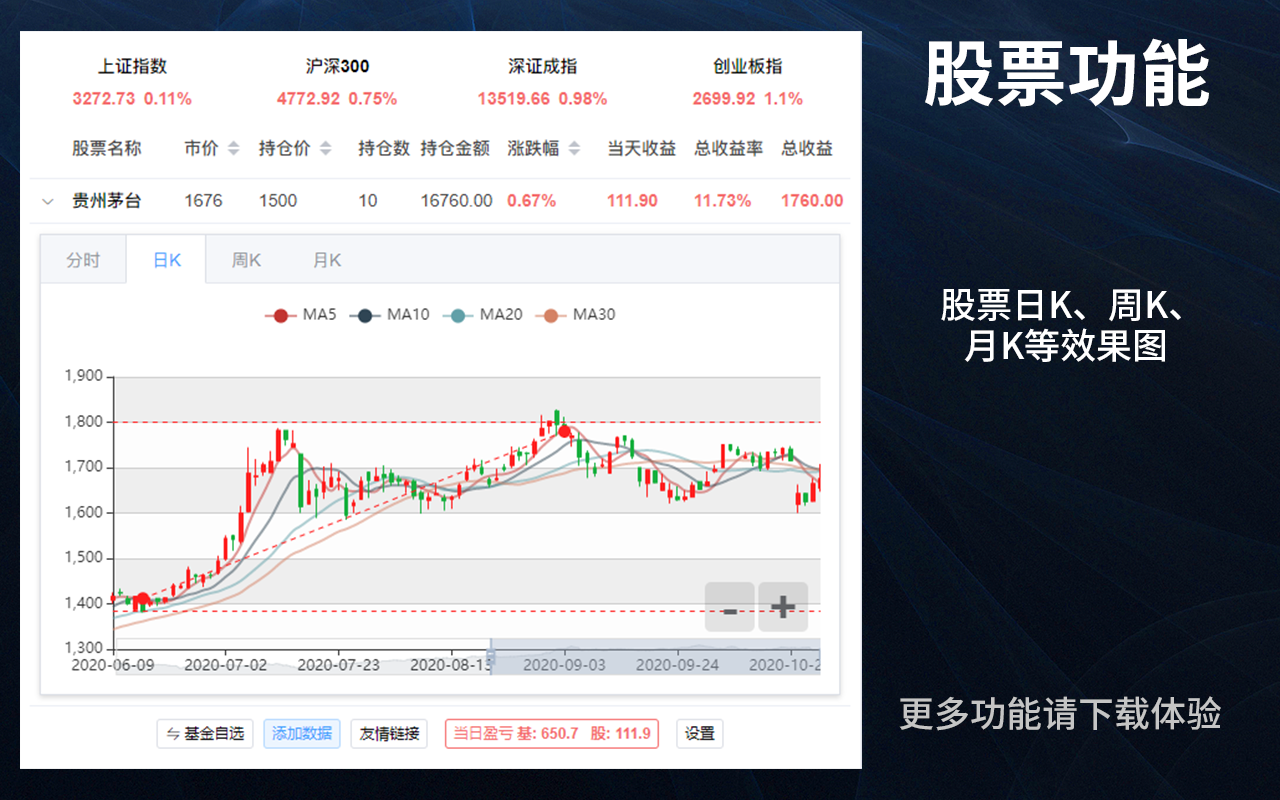 上证指数 沪深300 深证成指 创业板指
3272.73 0.11% 4772.92 0.75% 13519.66 0.98% 2699.92 1.1%
股票名称 市价 持仓价 持仓数 持仓金额 涨跌幅 当天收益 总收益率 总收益
贵州茅台 1676 1500 10 16760.00 0.67% 111.90 11.73% 1760.00
分时 日K 周K 月K
MA5 MA10 MA20 MA30
1,900
1,800
1,700
1,600
1,500
1,400
1,300
- +
2020-06-09 2020-07-02 2020-07-23 2020-08-13 2020-09-03 2020-09-24 2020-10-2
基金自选 添加数据 友情链接 当日盈亏 基: 650.7 股: 111.9 设置
股票功能
股票日K、周K、
月K等效果图
更多功能请下载体验